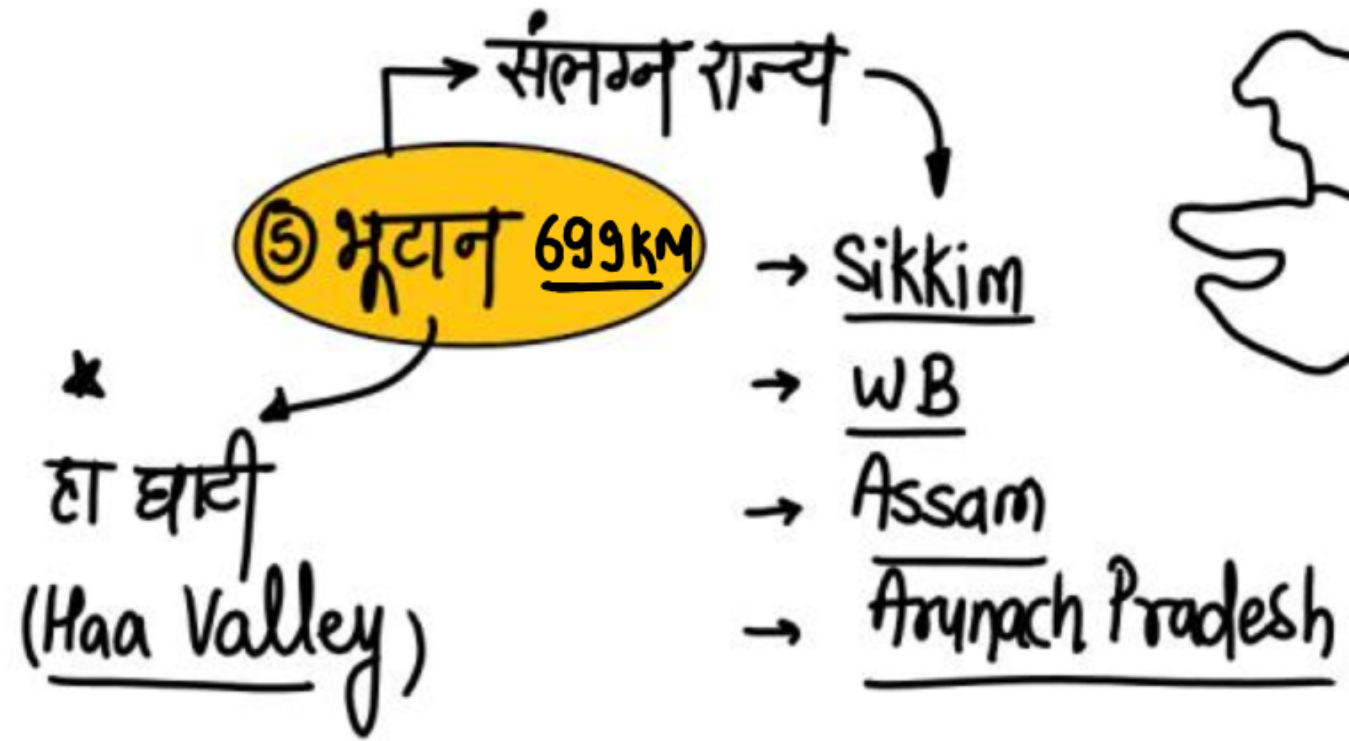 संलग्न राज्य
⑤ भूटान 699KM
→ Sikkim
→ WB
→ Assam
→ Arunach Pradesh
★
हा घाटी
(Haa Valley)